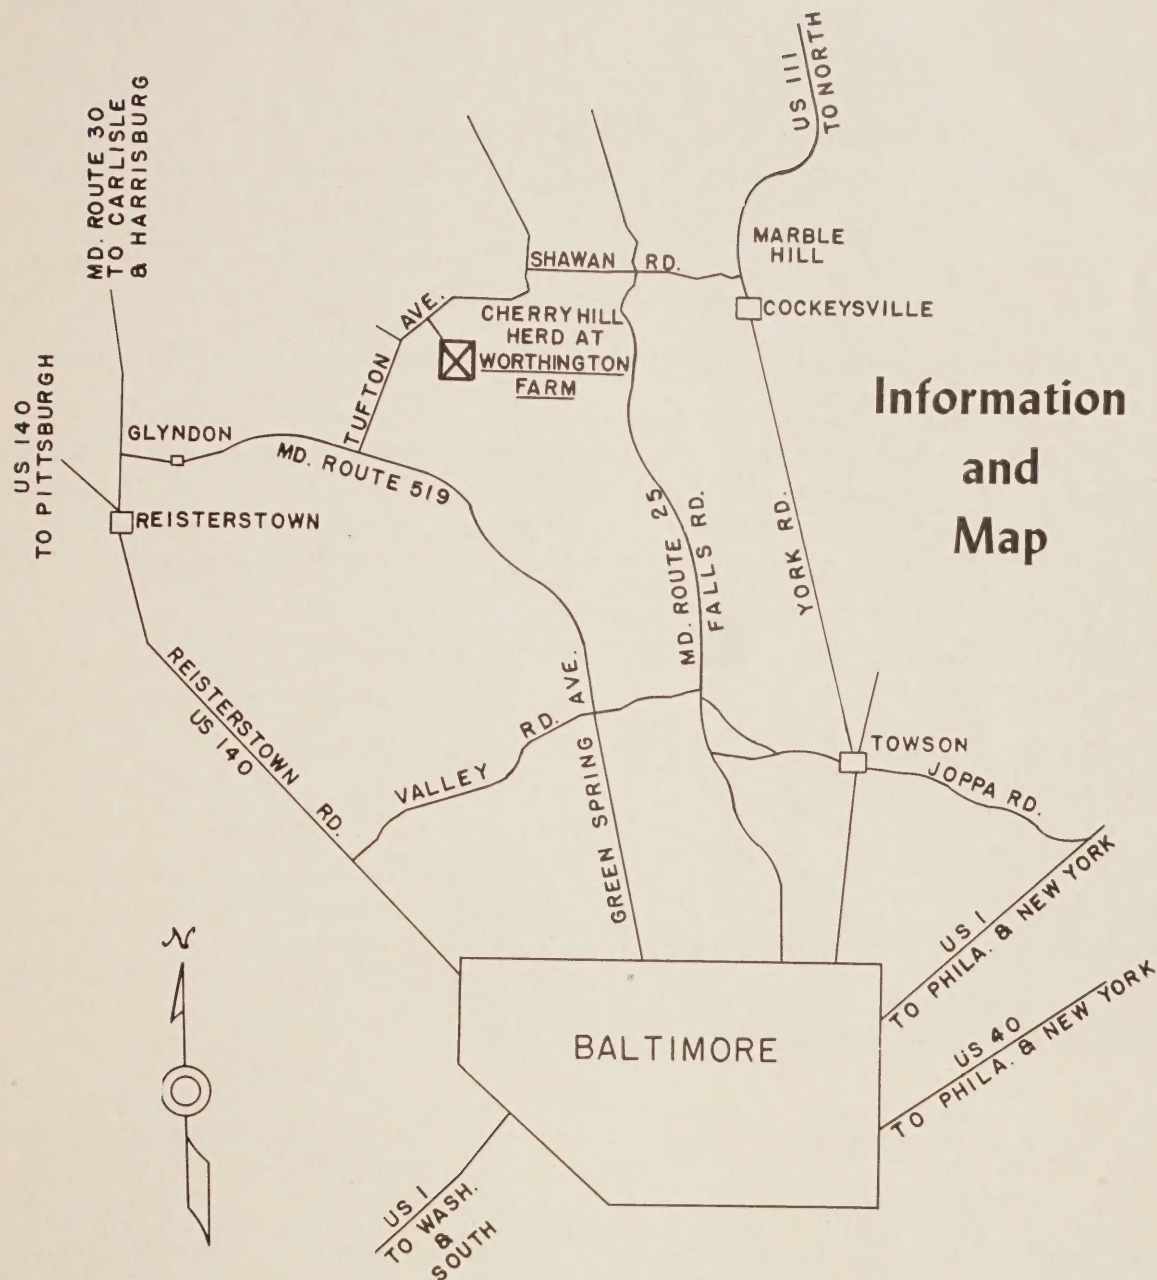 US 111
TO NORTH
MD. ROUTE 30
TO CARLISLE
& HARRISBURG
MARBLE
HILL
SHAWAN RD.
COCKEYSVILLE
CHERRY HILL
HERD AT
WORTHINGTON
FARM
TUFTON AVE.
US 140
TO PITTSBURGH
GLYNDON
MD. ROUTE 519
REISTERSTOWN
Information
and
Map
MD. ROUTE 25
FALLS RD.
YORK RD.
REISTERSTOWN RD.
US 140
VALLEY RD.
GREEN SPRING AVE.
TOWSON
JOPPA RD.
N
US 1
TO PHILA. & NEW YORK
BALTIMORE
US 40
TO PHILA. & NEW YORK
US 1
TO WASH.
&
SOUTH